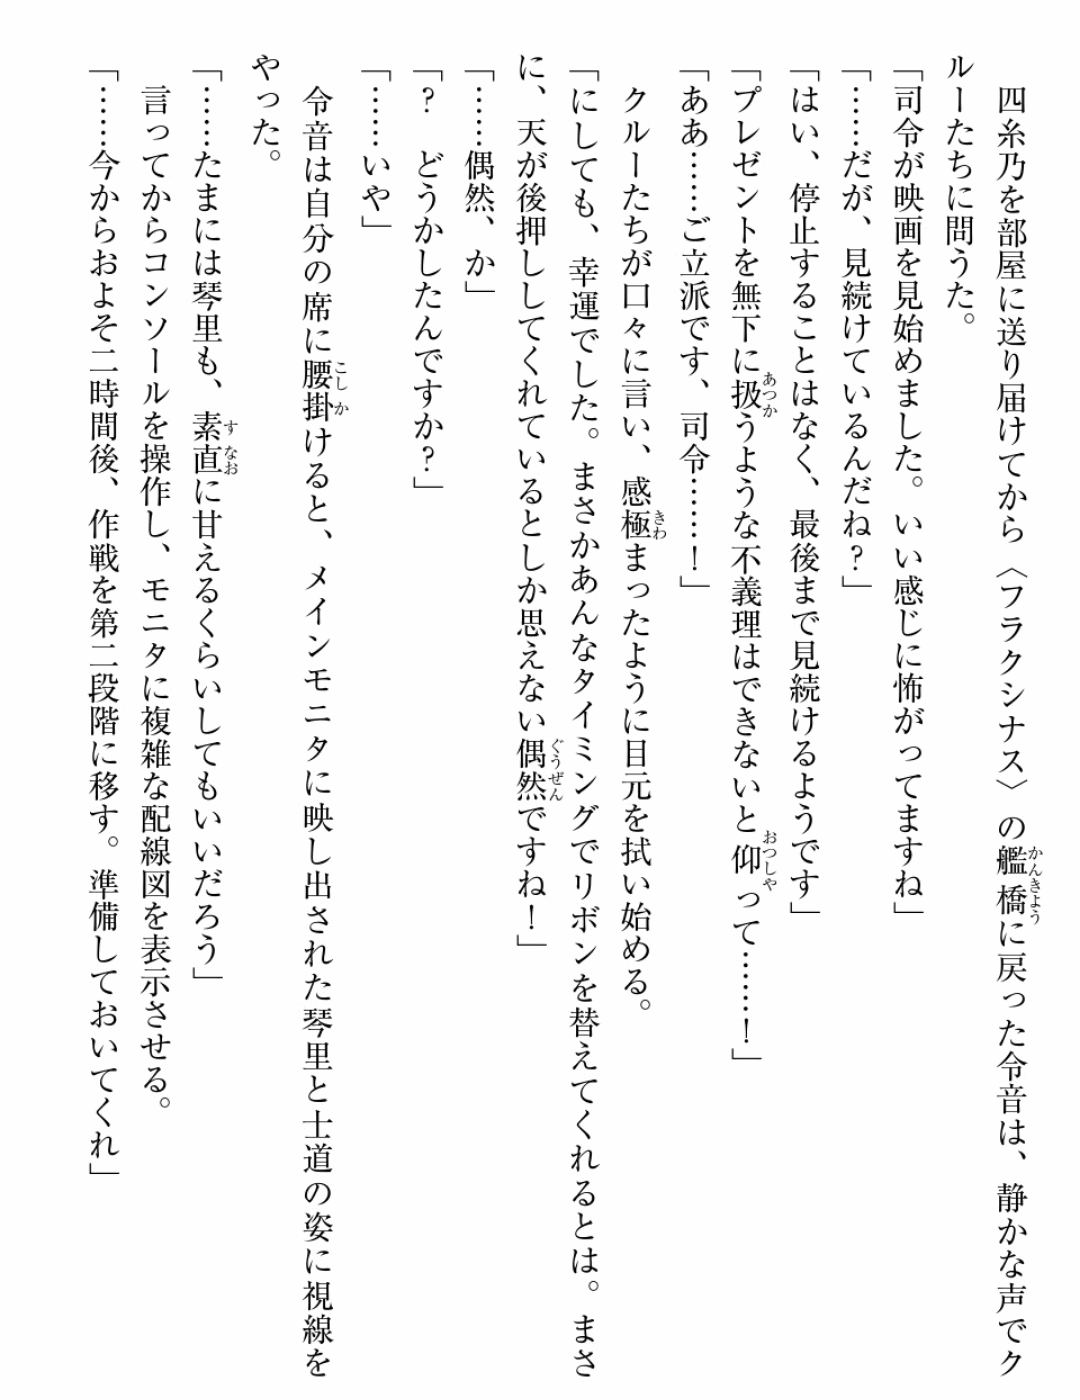 四糸乃を部屋に送り届けてから〈フラクシナス〉の艦橋に戻った令音は、静かな声でク
ルーたちに問うた。
「司令が映画を見始めました。いい感じに怖がってますね」
「……だが、見続けているんだね？」
「はい、停止することはなく、最後まで見続けるようです」
「プレゼントを無下に扱うような不義理はできないと仰って……！」
「ああ……ご立派です、司令……！」
クルーたちが口々に言い、感極まったように目元を拭い始める。
「にしても、幸運でした。まさかあんなタイミングでリボンを替えてくれるとは。まさ
に、天が後押ししてくれているとしか思えない偶然ですね！」
「……偶然、か」
「？　どうかしたんですか？」
「……いや」
令音は自分の席に腰掛けると、メインモニタに映し出された琴里と士道の姿に視線を
やった。
「……たまには琴里も、素直に甘えるくらいしてもいいだろう」
言ってからコンソールを操作し、モニタに複雑な配線図を表示させる。
「……今からおよそ二時間後、作戦を第二段階に移す。準備しておいてくれ」